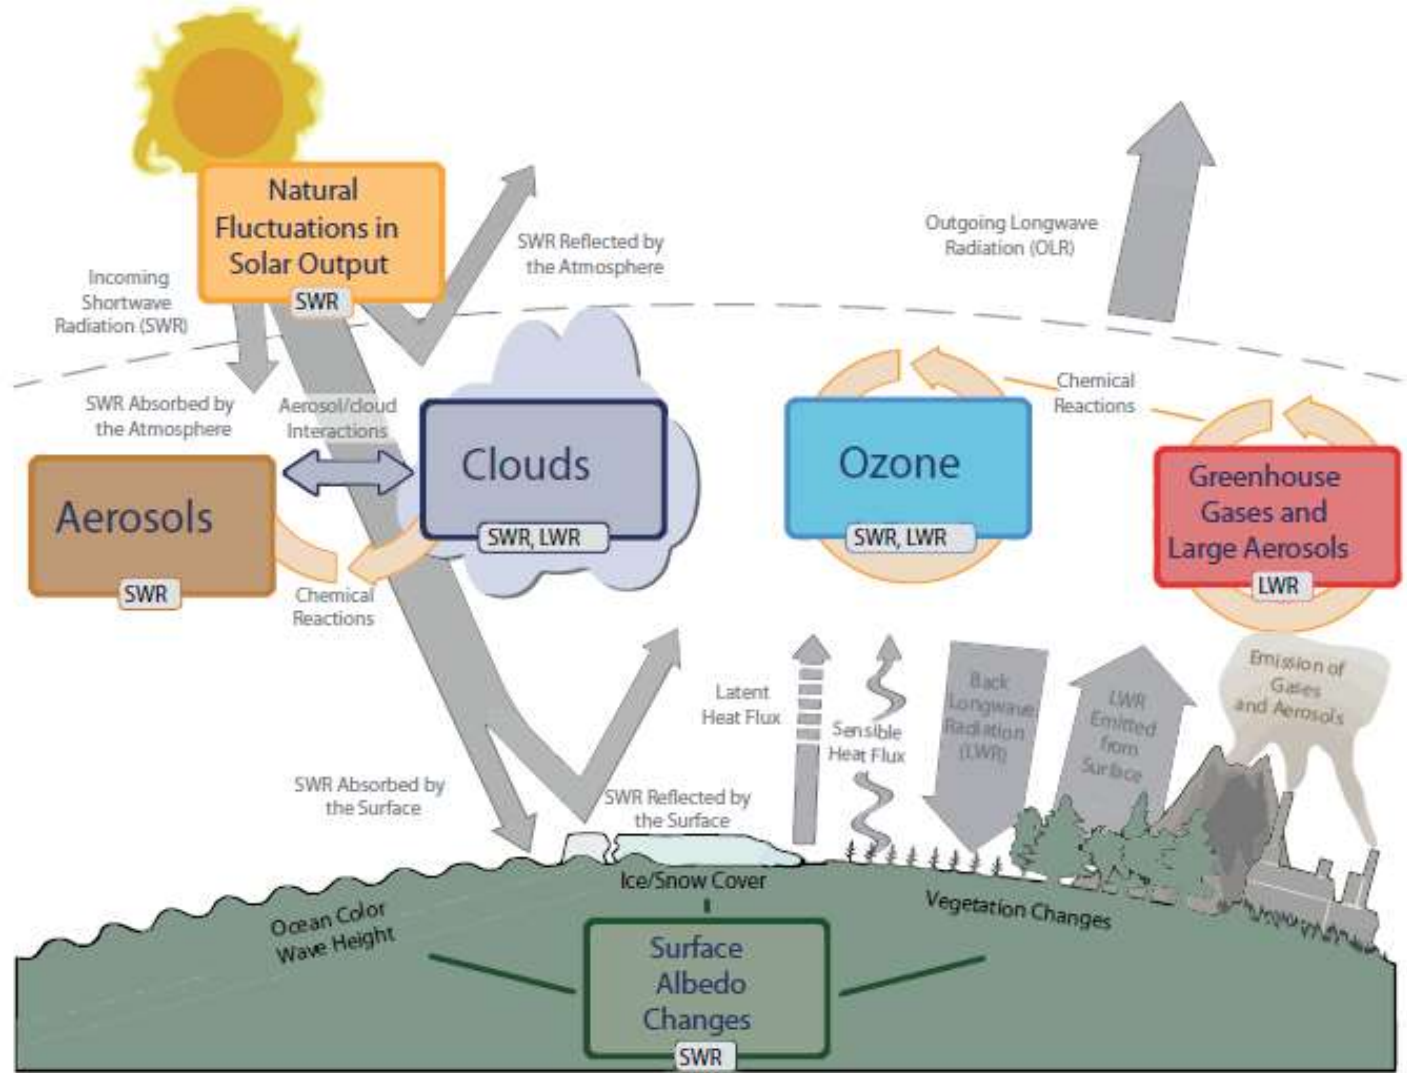 Natural
Fluctuations in
Solar Output
SWR
SWR Reflected by
the Atmosphere
Outgoing Longwave
Radiation (OLR)
Incoming
Shortwave
Radiation (SWR)
SWR Absorbed by
the Atmosphere
Aerosol/cloud
Interactions
Chemical
Reactions
Aerosols
SWR
Clouds
SWR, LWR
Ozone
SWR, LWR
Greenhouse
Gases and
Large Aerosols
LWR
Chemical
Reactions
Latent
Heat Flux
Sensible
Heat Flux
Back
Longwave
Radiation
(LWR)
LWR
Emitted
from
Surface
Emission of
Gases
and Aerosols
SWR Absorbed by
the Surface
SWR Reflected by
the Surface
Ice/Snow Cover
Ocean Color
Wave Height
Vegetation Changes
Surface
Albedo
Changes
SWR